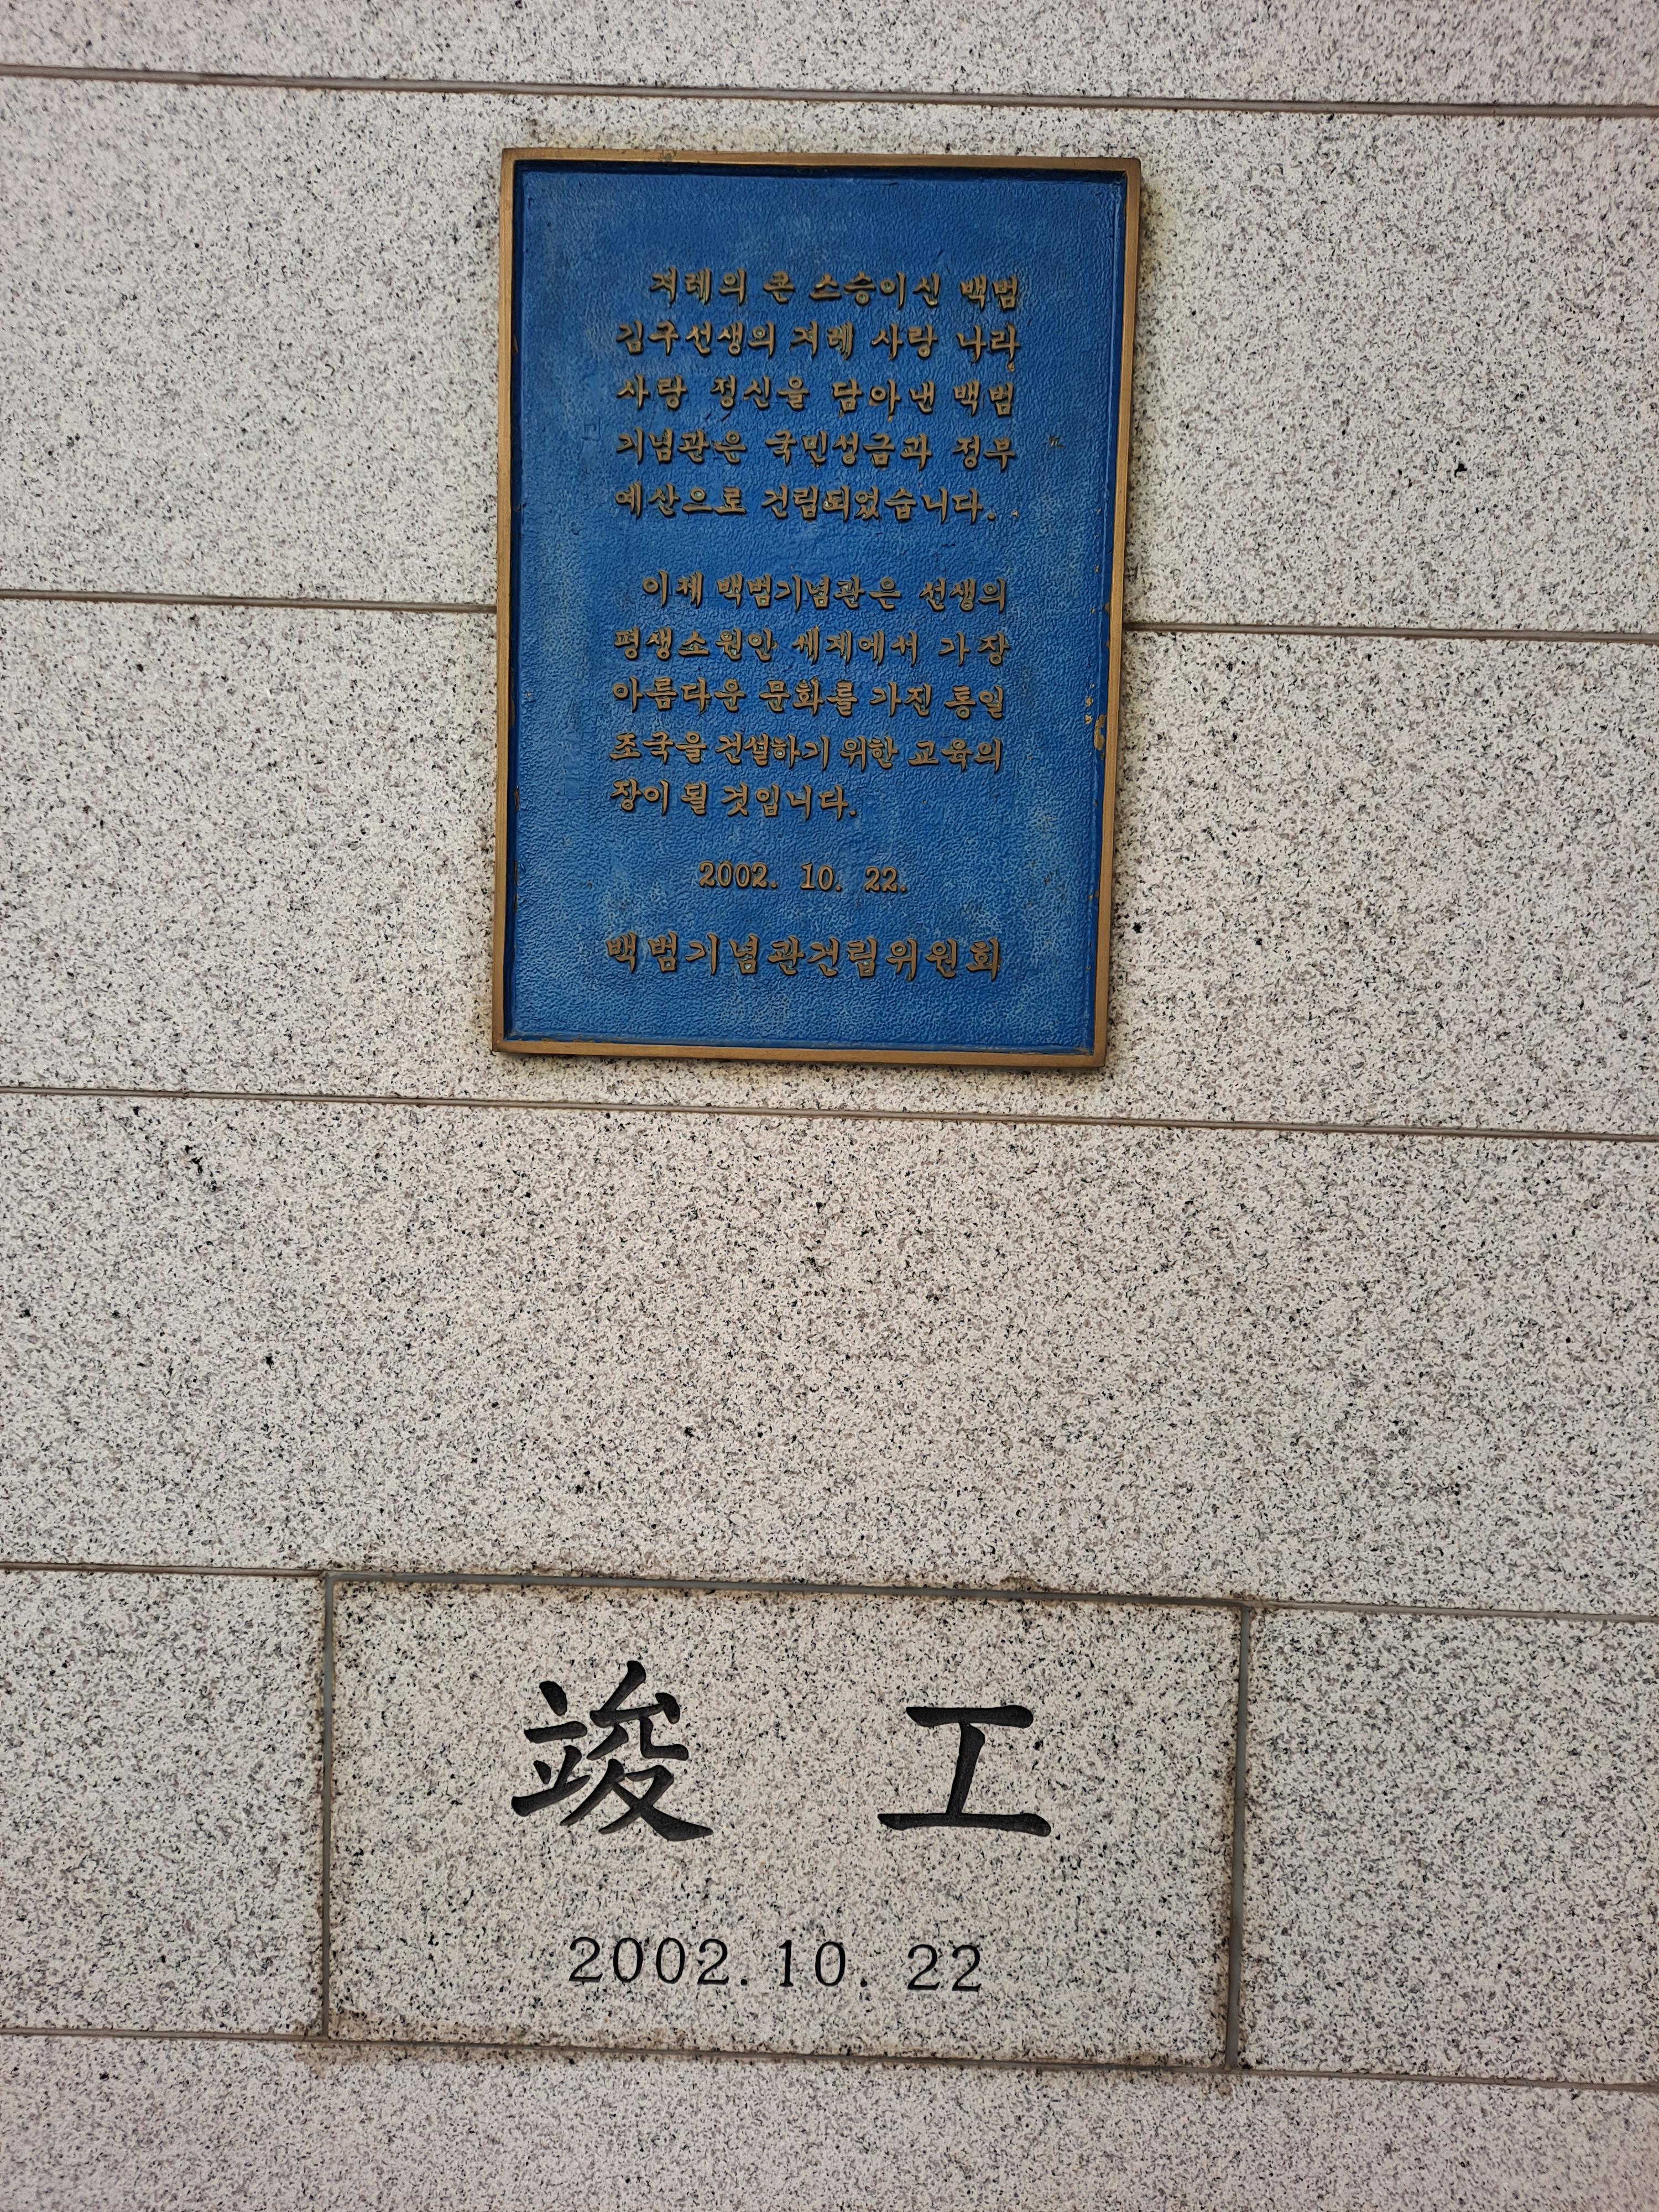 겨레의 큰 스승이신 백범
김구선생의 겨레 사랑 나라
사랑 정신을 담아낸 백범
기념관은 국민성금과 정부
예산으로 건립되었습니다.
이제 백범기념관은 선생의
평생소원인 세계에서 가장
아름다운 문화를 가진 통일
조국을 건설하기 위한 교육의
장이 될 것입니다.
2002. 10. 22.
백범기념관건립위원회
竣 工
2002. 10. 22